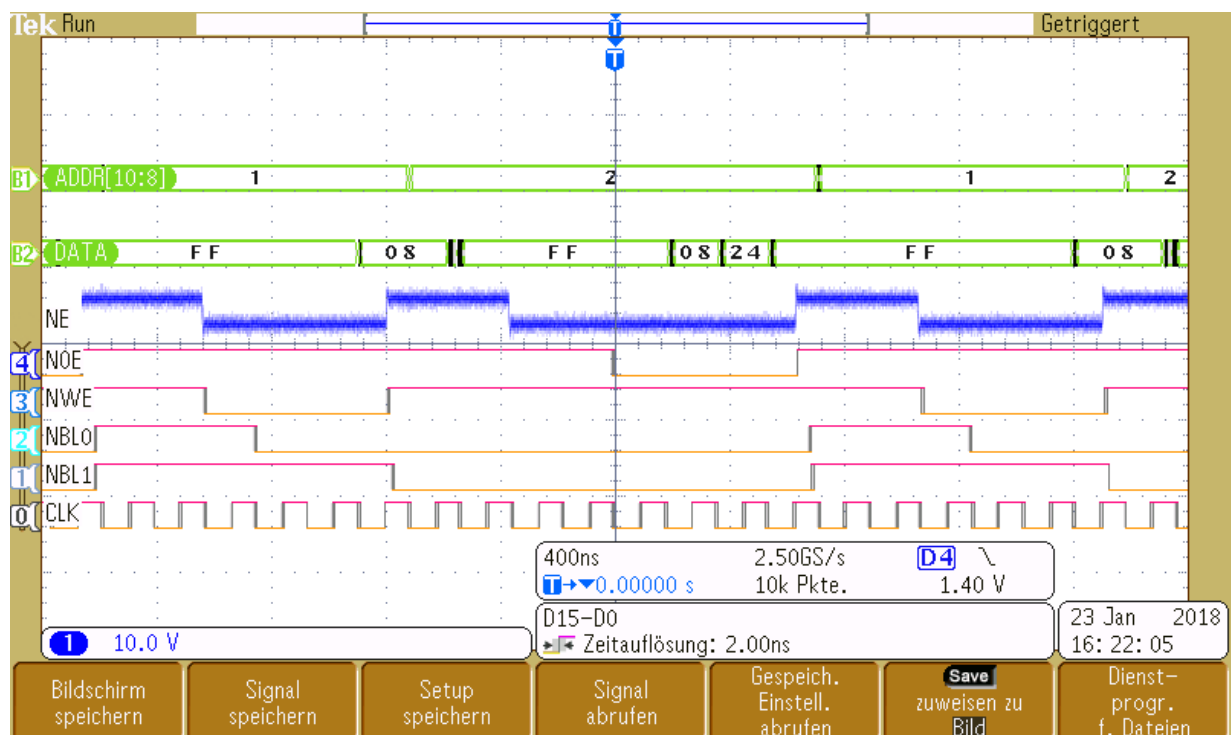 Tek Run Getriggert
T
T
B1 ADDR[10:8] 1 2 1 2
B2 DATA FF 08 FF 08 24 FF 08
NE
4 NOE
3 NWE
2 NBL0
1 NBL1
0 CLK
400ns 2.50GS/s D4 \
T→▼0.00000 s 10k Pkte. 1.40 V
D15-D0
Zeitauflösung: 2.00ns
23 Jan 2018
16:22:05
1 10.0 V
Bildschirm
speichern
Signal
speichern
Setup
speichern
Signal
abrufen
Gespeich.
Einstell.
abrufen
Save
zuweisen zu
Bild
Dienst-
progr.
f. Dateien